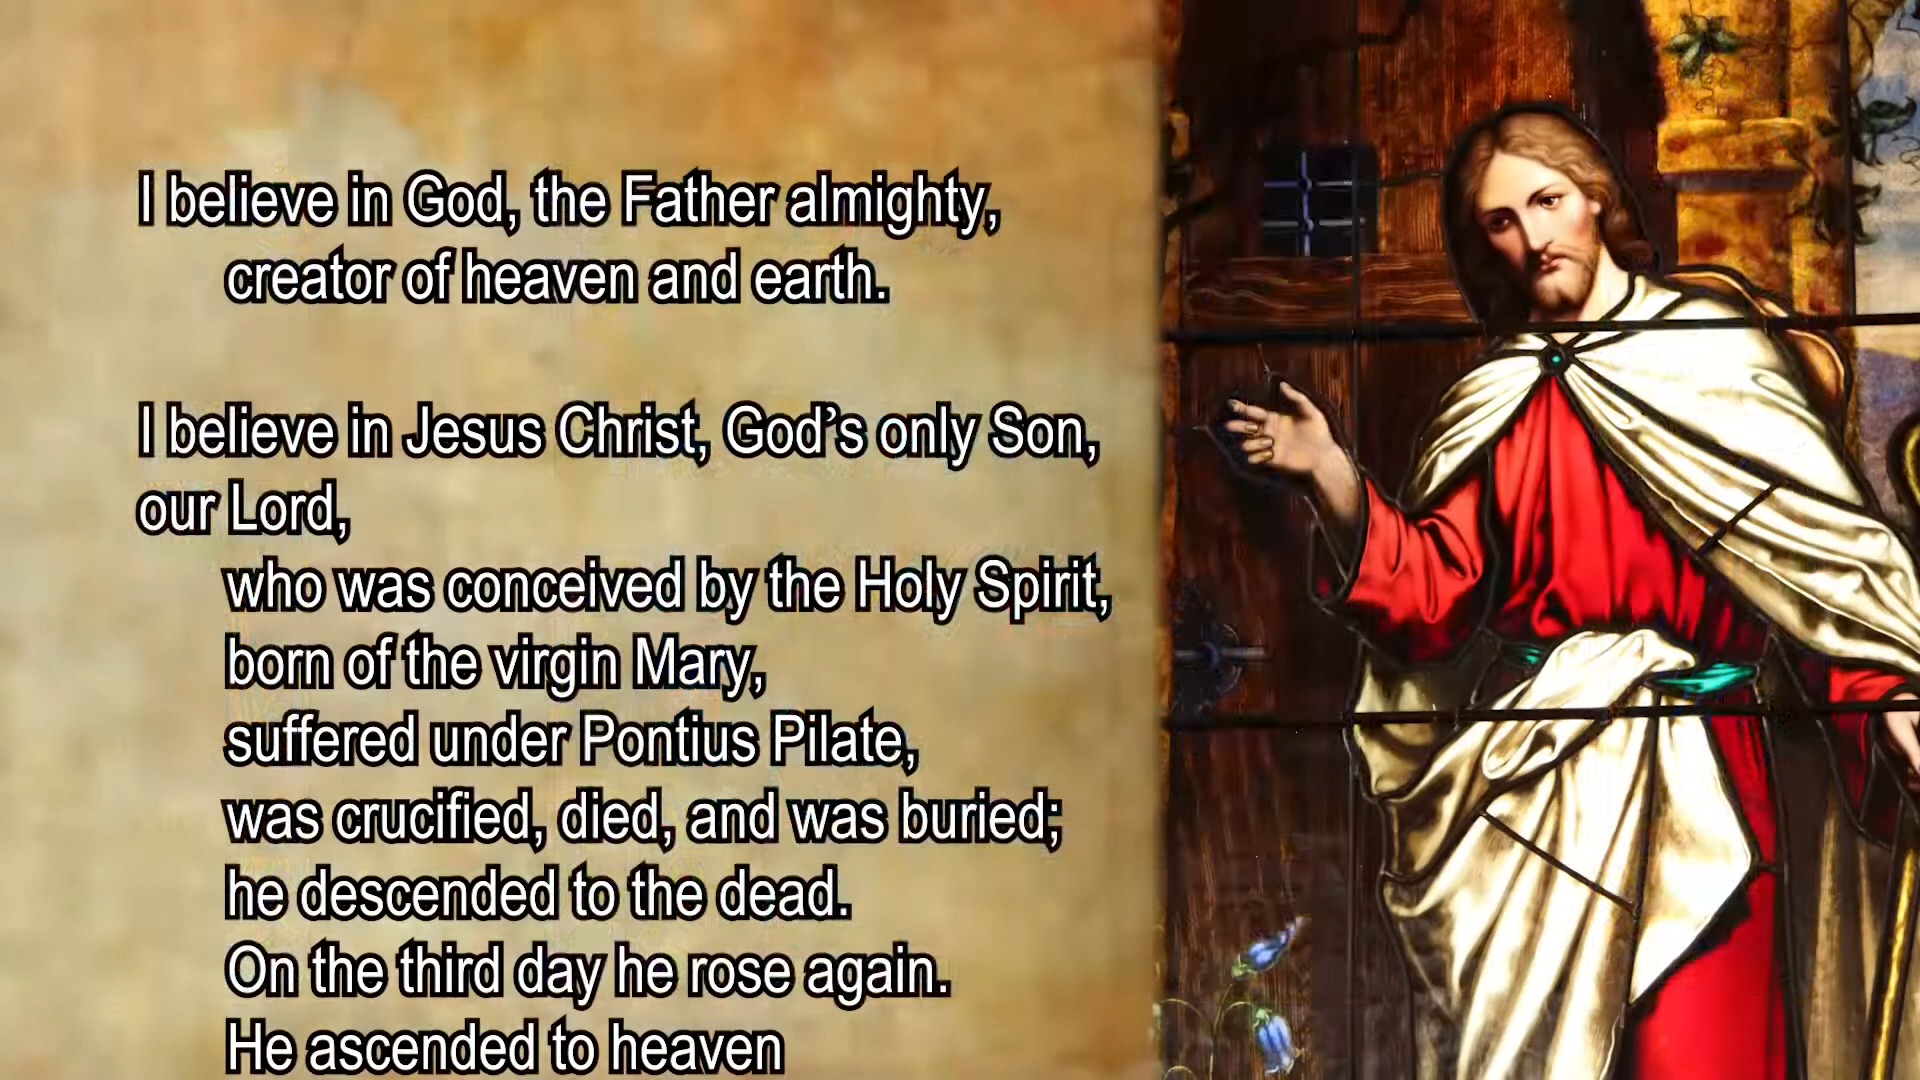 I believe in God, the Father almighty,
creator of heaven and earth.
I believe in Jesus Christ, God’s only Son,
our Lord,
who was conceived by the Holy Spirit,
born of the virgin Mary,
suffered under Pontius Pilate,
was crucified, died, and was buried;
he descended to the dead.
On the third day he rose again.
He ascended to heaven